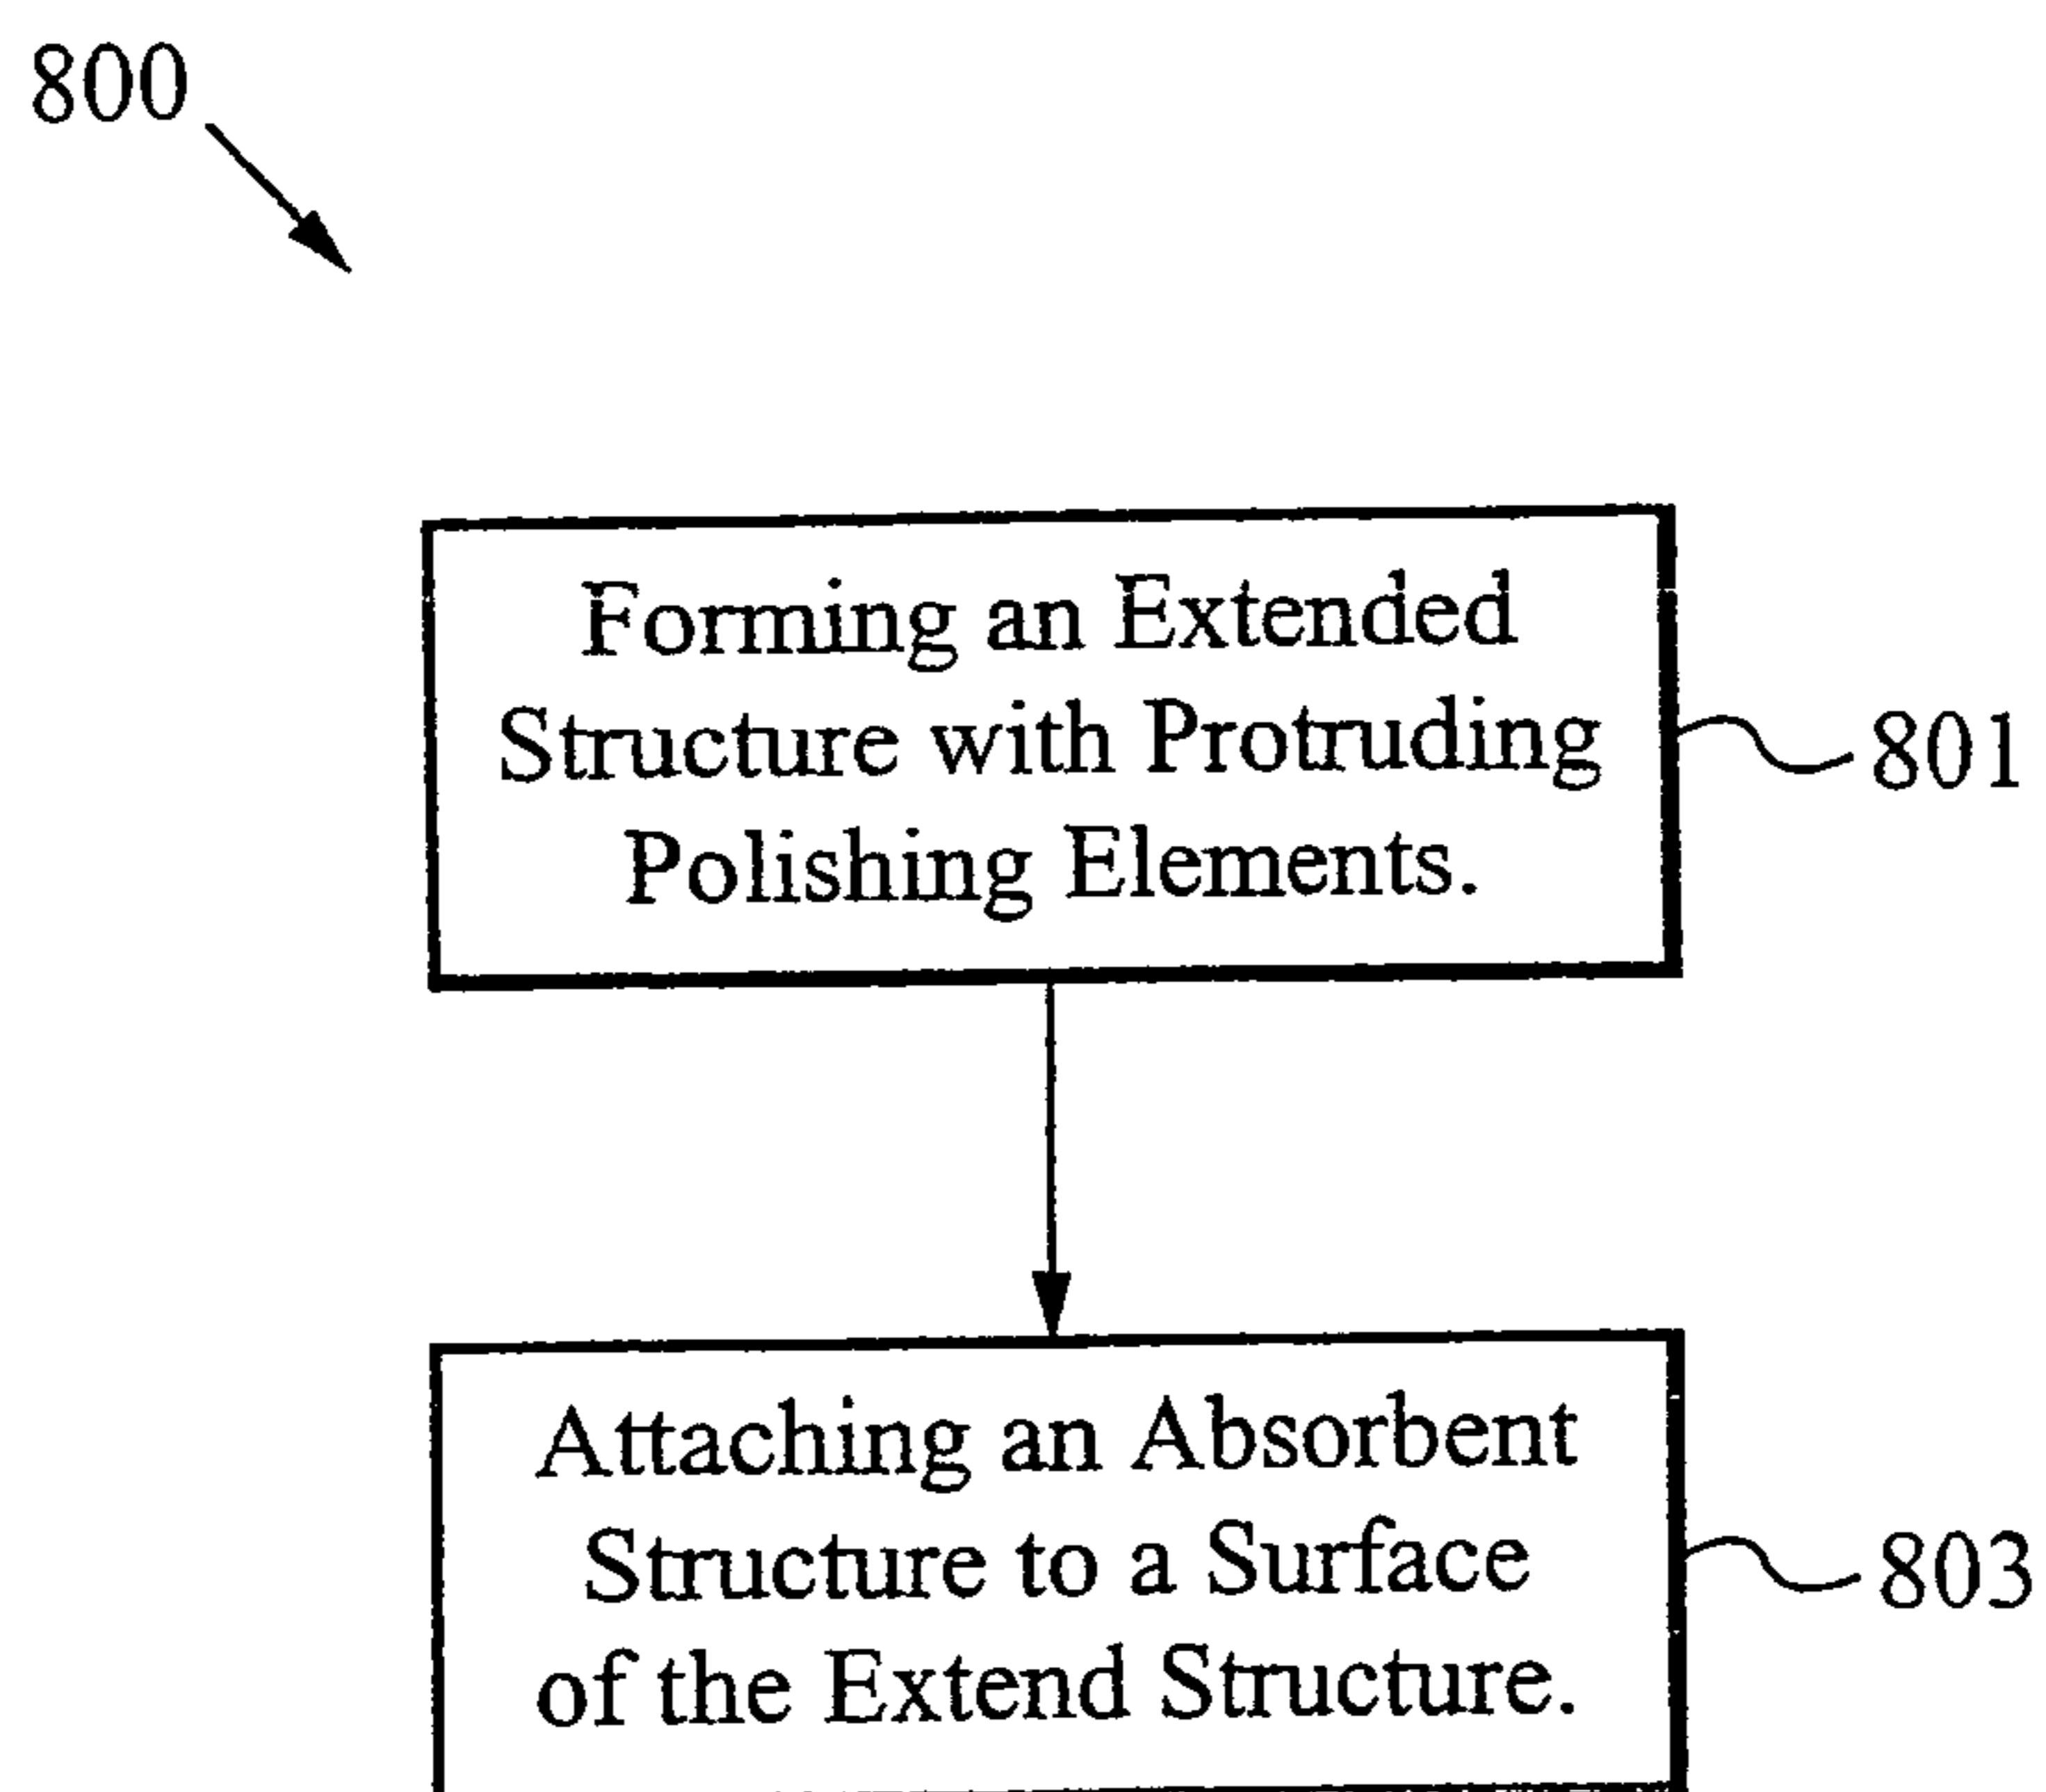 800
Forming an Extended
Structure with Protruding
Polishing Elements.
801
Attaching an Absorbent
Structure to a Surface
of the Extend Structure.
803